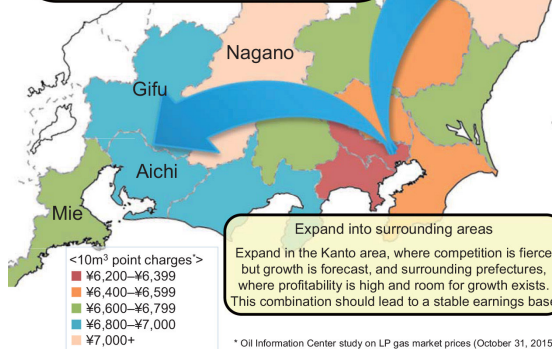 Nagano
Gifu
Aichi
Mie
<10m³ point charges*>
¥6,200–¥6,399
¥6,400–¥6,599
¥6,600–¥6,799
¥6,800–¥7,000
¥7,000+
Expand into surrounding areas
Expand in the Kanto area, where competition is fierce
but growth is forecast, and surrounding prefectures,
where profitability is high and room for growth exists.
This combination should lead to a stable earnings base
* Oil Information Center study on LP gas market prices (October 31, 2015